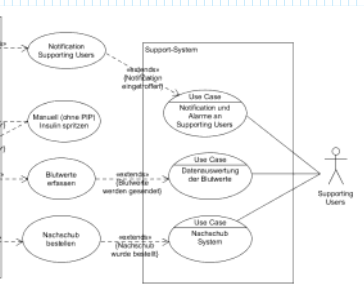 Notification
Supporting Users
Support-System
«extends»
{Notification
eingetroffen}
Use Case
Notification und
Alarme an
Supporting Users
Manuell (ohne PIP)
Insulin spritzen
Use Case
Datenauswertung
der Blutwerte
Blutwerte
erfassen
«extends»
{Blutwerte
werden gesendet}
Supporting
Users
Use Case
Nachschub
System
Nachschub
bestellen
«extends»
{Nachschub
wurde bestellt}